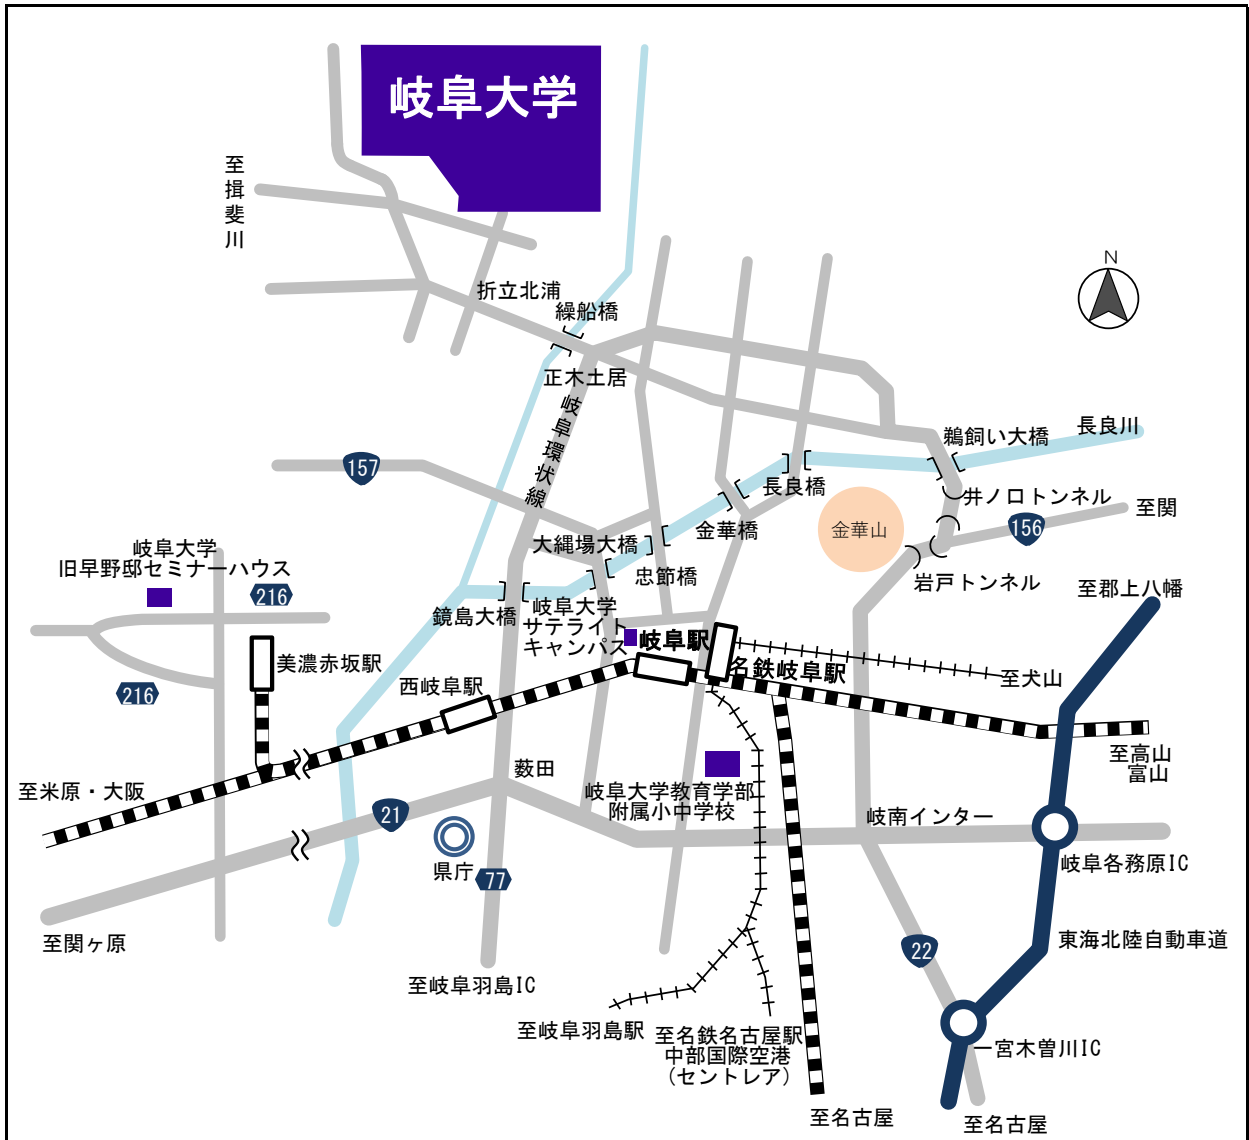 岐阜大学
至揖斐川
N
折立北浦
繰船橋
正木土居
岐阜環状線
鵜飼い大橋
長良川
157
長良橋
井ノ口トンネル
至関
金華橋
金華山
156
大縄場大橋
岐阜大学
旧早野邸セミナーハウス
忠節橋
岩戸トンネル
至郡上八幡
216
鏡島大橋
岐阜大学
サテライト
キャンパス
岐阜駅
名鉄岐阜駅
美濃赤坂駅
西岐阜駅
至犬山
216
至高山
富山
薮田
至米原・大阪
岐阜大学教育学部
附属小中学校
21
岐南インター
県庁
77
岐阜各務原IC
至関ヶ原
22
東海北陸自動車道
至岐阜羽島IC
至岐阜羽島駅
至名鉄名古屋駅
中部国際空港
（セントレア）
一宮木曽川IC
至名古屋
至名古屋